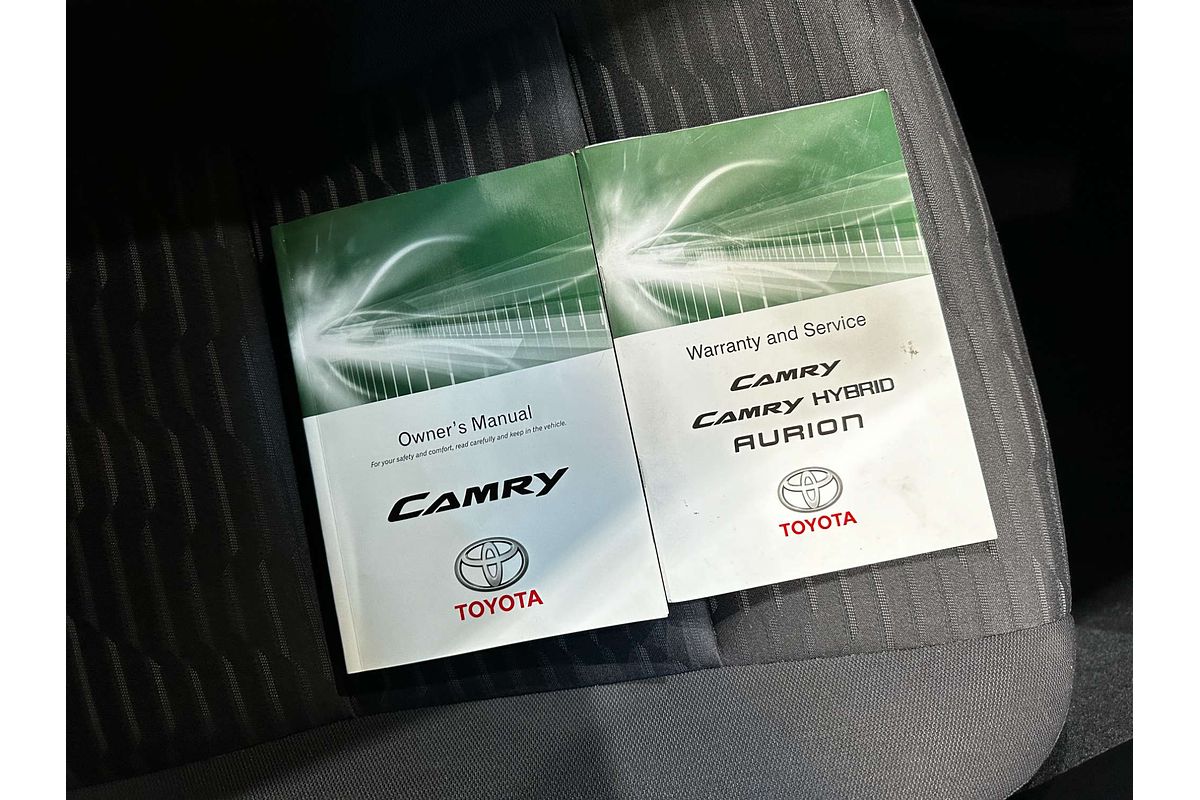 Owner's Manual
For your safety and comfort, read carefully and keep in the vehicle.
CAMRY
TOYOTA
Warranty and Service
CAMRY
CAMRY HYBRID
AURION
TOYOTA